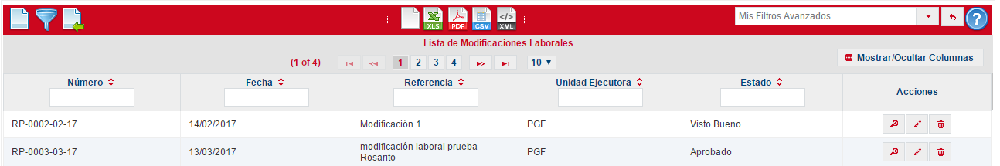 XLS PDF CSV </> XML Mis Filtros Avanzados ?
Lista de Modificaciones Laborales
(1 of 4) 1 2 3 4 10 Mostrar/Ocultar Columnas
Número Fecha Referencia Unidad Ejecutora Estado Acciones
RP-0002-02-17 14/02/2017 Modificación 1 PGF Visto Bueno
RP-0003-03-17 13/03/2017 modificación laboral prueba PGF Aprobado
Rosarito